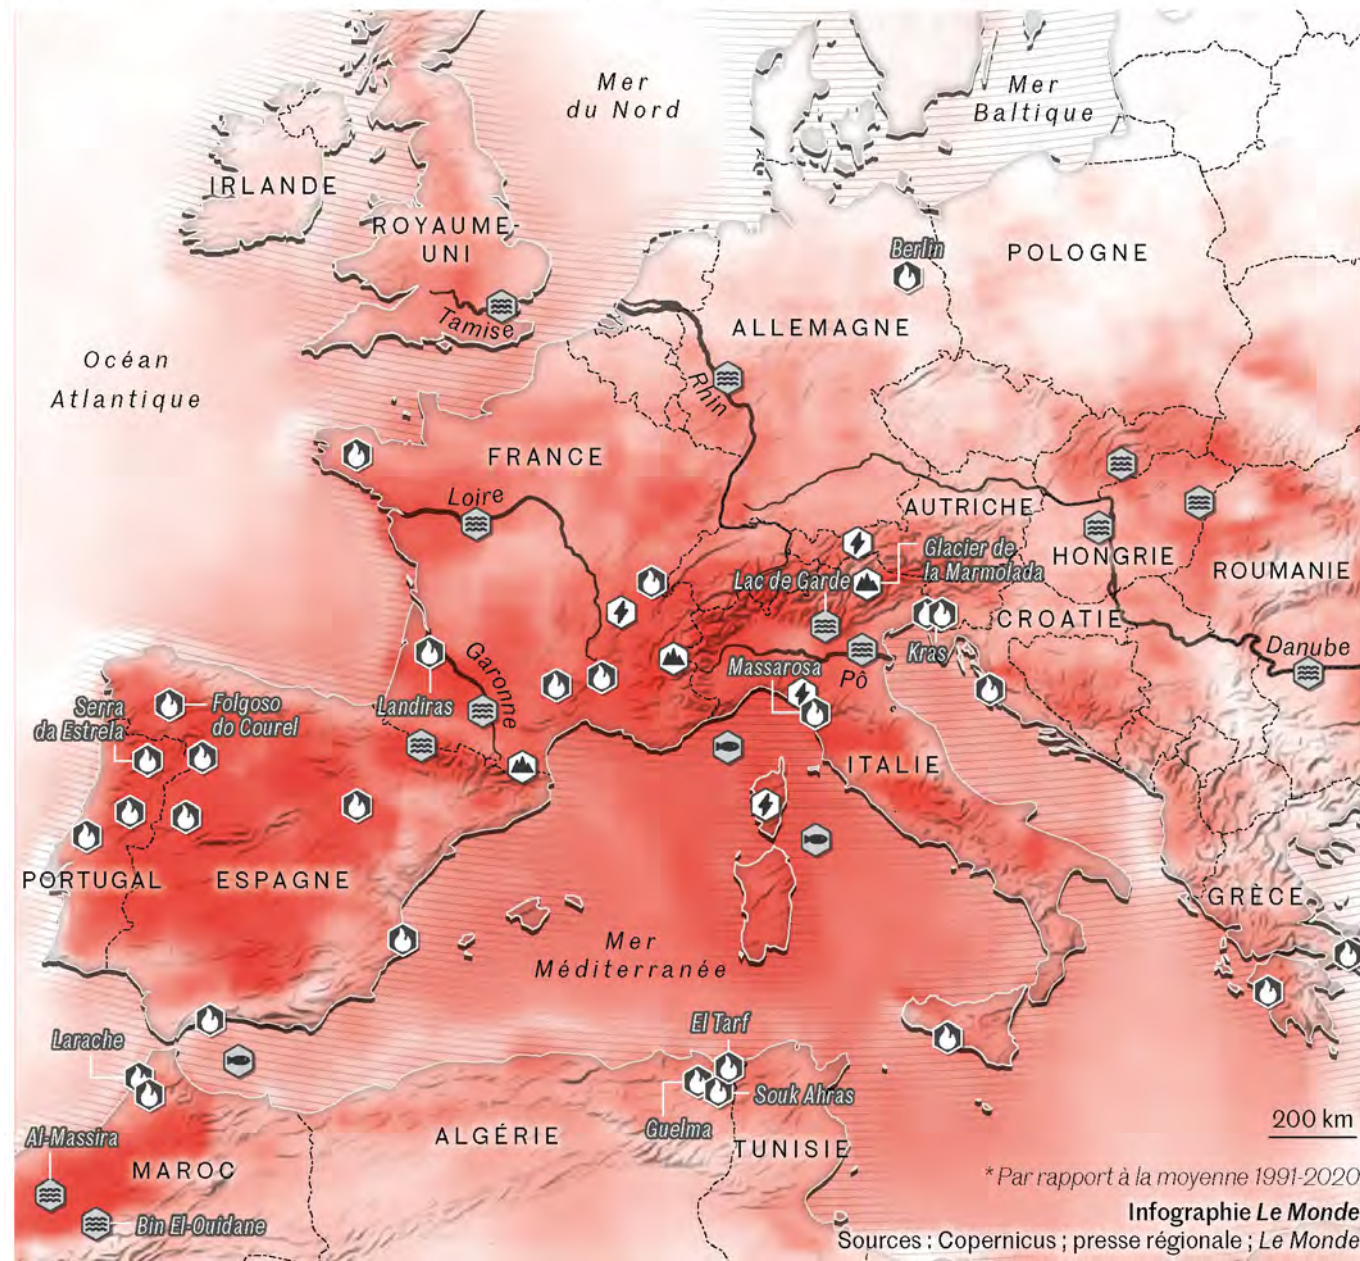 Mer
du Nord
Mer
Baltique
IRLANDE
ROYAUME-
UNI
Tamise
Berlin
POLOGNE
ALLEMAGNE
Océan
Atlantique
Rhin
FRANCE
Loire
AUTRICHE
Glacier de
la Marmolada
HONGRIE
ROUMANIE
Lac de Garde
CROATIE
Danube
Kras
Pô
Massarosa
Garonne
Landiras
Serra
da Estrela
Folgoso
do Courel
ITALIE
PORTUGAL
ESPAGNE
GRÈCE
Mer
Méditerranée
Larache
El Tarf
Souk Ahras
Guelma
Al-Massira
MAROC
ALGÉRIE
TUNISIE
Bin El-Ouidane
200 km
* Par rapport à la moyenne 1991-2020
Infographie Le Monde
Sources : Copernicus ; presse régionale ; Le Monde